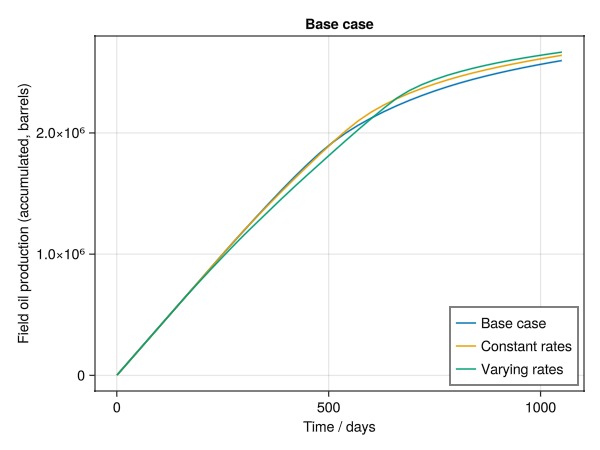 Base case
Field oil production (accumulated, barrels)
2.0×10⁶
1.0×10⁶
0
0
500
1000
Time / days
Base case
Constant rates
Varying rates